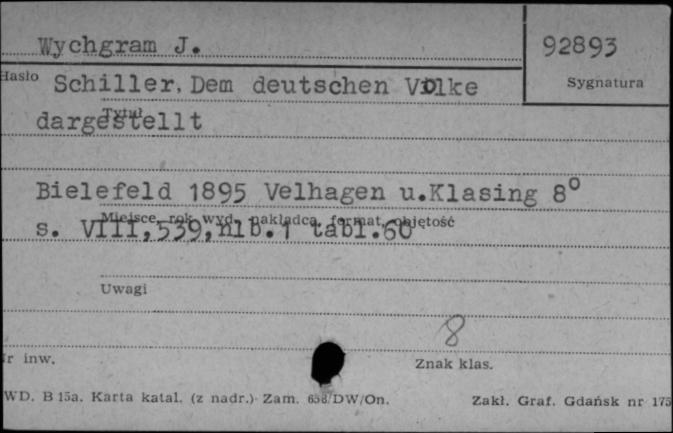 Wychgram J.
92893
Hasło
Schiller, Dem deutschen Volke
Sygnatura
Tytuł
dargestellt
Bielefeld 1895 Velhagen u.Klasing 8°
Miejsce, rok wyd., nakładca, format, objętość
s. VIII,539,nlb.1 tabl.60
Uwagi
8
Nr inw.
Znak klas.
WD. B 15a. Karta katal. (z nadr.) Zam. 658/DW/On.
Zakł. Graf. Gdańsk nr 175